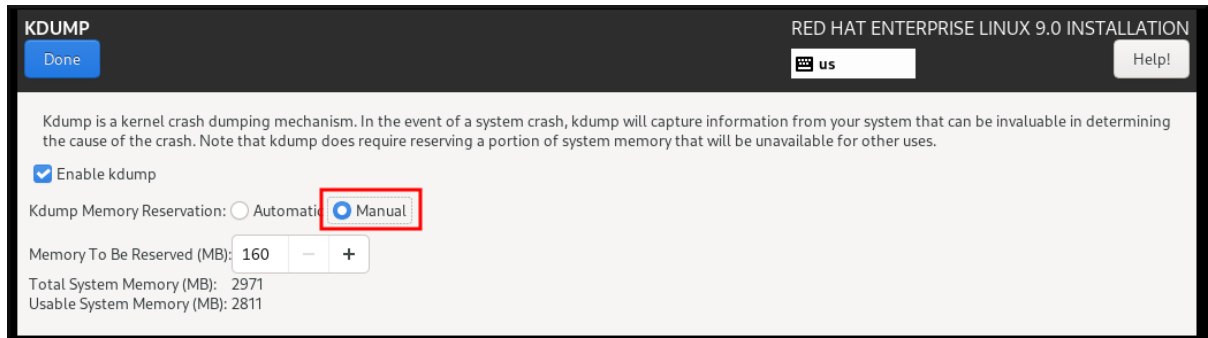 KDUMP
RED HAT ENTERPRISE LINUX 9.0 INSTALLATION
Done
us
Help!
Kdump is a kernel crash dumping mechanism. In the event of a system crash, kdump will capture information from your system that can be invaluable in determining
the cause of the crash. Note that kdump does require reserving a portion of system memory that will be unavailable for other uses.
Enable kdump
Kdump Memory Reservation: Automatic Manual
Memory To Be Reserved (MB): 160 − +
Total System Memory (MB): 2971
Usable System Memory (MB): 2811